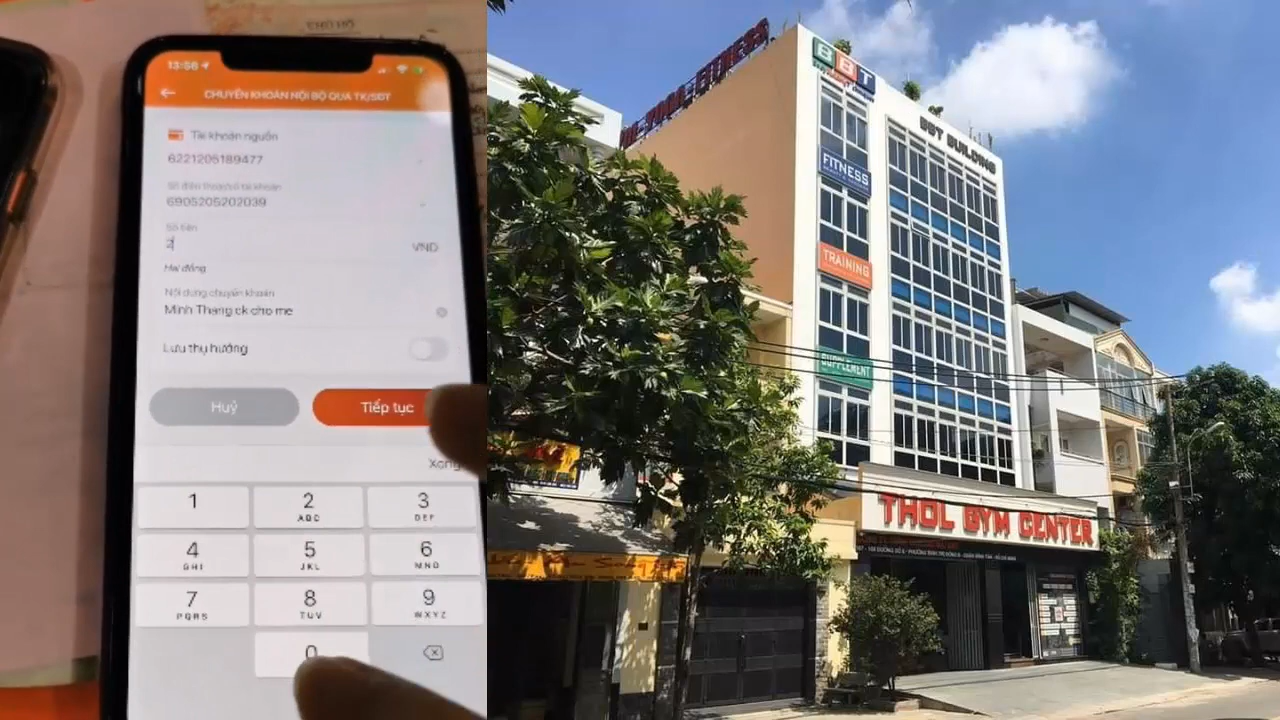 13:56
CHUYỂN KHOẢN NỘI BỘ QUA TK/SĐT
Tài khoản nguồn
6221205189477
Số điện thoại/số tài khoản
6905205202039
Số tiền
2
VND
Hai đồng
Nội dung chuyển khoản
Minh Thang ck cho me
Lưu thụ hưởng
Huỷ
Tiếp tục
Xong
1
2
ABC
3
DEF
4
GHI
5
JKL
6
MNO
7
PQRS
8
TUV
9
WXYZ
0
BBT
BBT BUILDING
FITNESS
TRAINING
SUPPLEMENT
THOL GYM CENTER